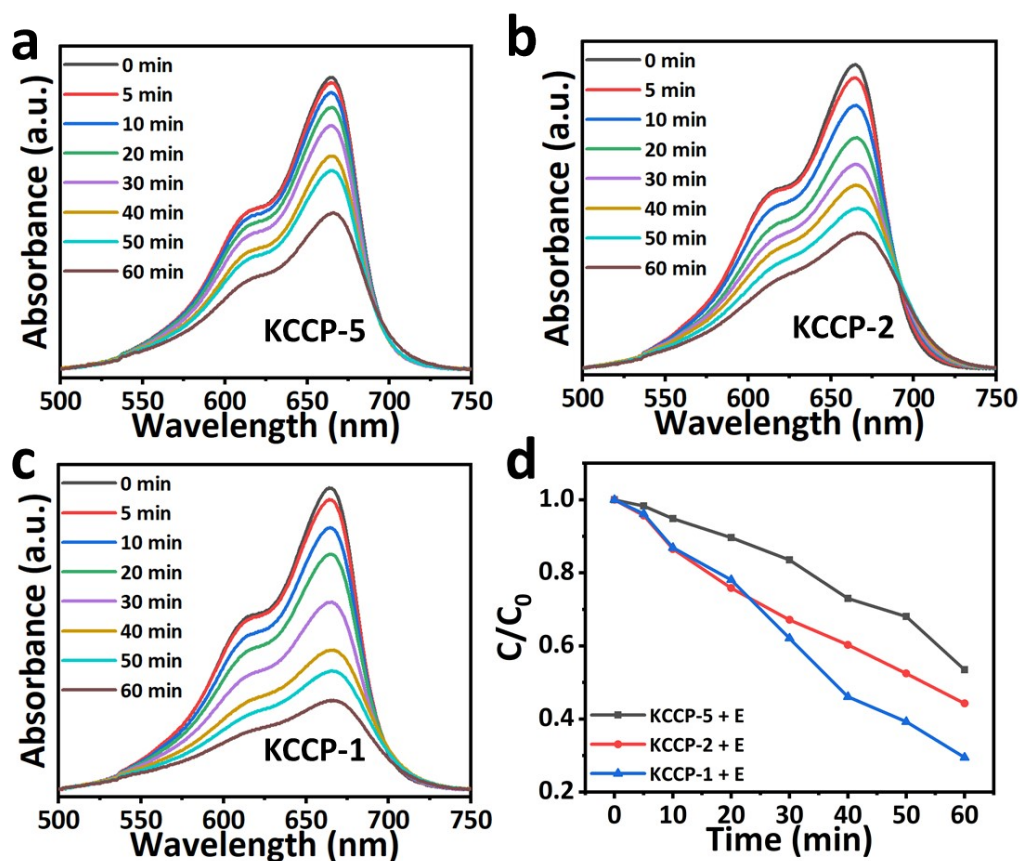 a
0 min
5 min
10 min
20 min
30 min
40 min
50 min
60 min
KCCP-5
Absorbance (a.u.)
500 550 600 650 700 750
Wavelength (nm)
b
0 min
5 min
10 min
20 min
30 min
40 min
50 min
60 min
KCCP-2
Absorbance (a.u.)
500 550 600 650 700 750
Wavelength (nm)
c
0 min
5 min
10 min
20 min
30 min
40 min
50 min
60 min
KCCP-1
Absorbance (a.u.)
500 550 600 650 700 750
Wavelength (nm)
d
1.0
0.8
0.6
0.4
0.2
C/C₀
KCCP-5 + E
KCCP-2 + E
KCCP-1 + E
0 10 20 30 40 50 60
Time (min)